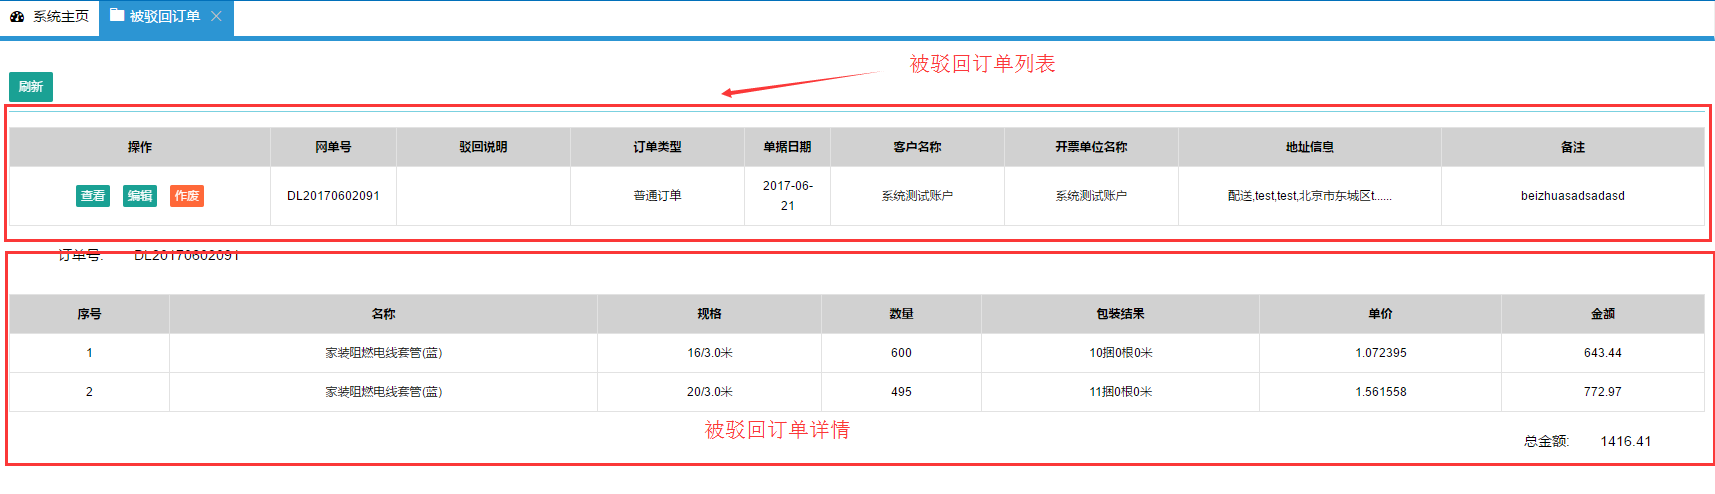 系统主页 被驳回订单
被驳回订单列表
刷新
操作 网单号 驳回说明 订单类型 单据日期 客户名称 开票单位名称 地址信息 备注
查看 编辑 作废 DL20170602091 普通订单 2017-06-21 系统测试账户 系统测试账户 配送,test,test,北京市东城区t...... beizhuasadsadasd
订单号: DL20170602091
序号 名称 规格 数量 包装结果 单价 金额
1 家装阻燃电线套管(蓝) 16/3.0米 600 10捆0根0米 1.072395 643.44
2 家装阻燃电线套管(蓝) 20/3.0米 495 11捆0根0米 1.561558 772.97
被驳回订单详情
总金额: 1416.41